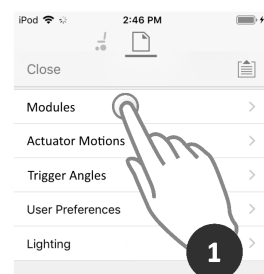 iPod 2:46 PM
Close
Modules
Actuator Motions
Trigger Angles
User Preferences
Lighting
1